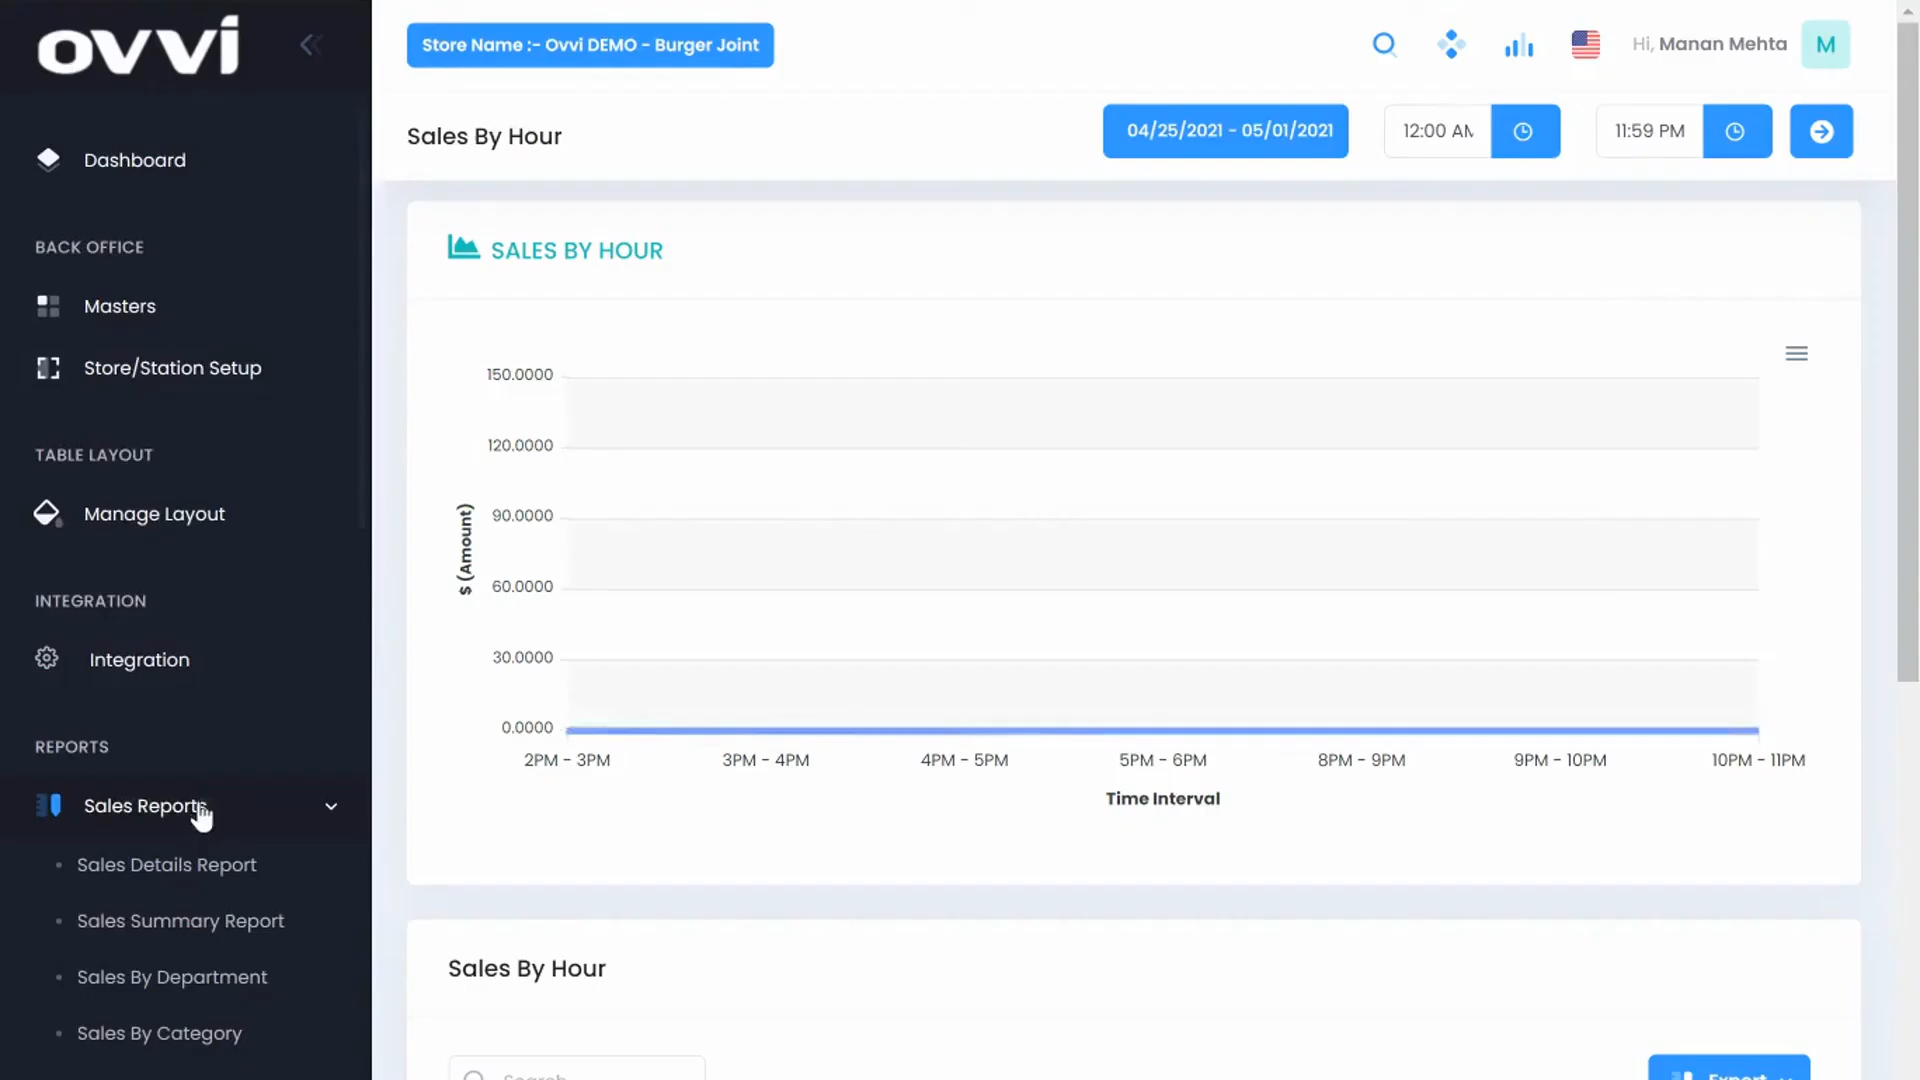 ovvi
Store Name :- Ovvi DEMO - Burger Joint
Hi, Manan Mehta
M
Sales By Hour
04/25/2021 - 05/01/2021
12:00 AM
11:59 PM
Dashboard
BACK OFFICE
Masters
Store/Station Setup
TABLE LAYOUT
Manage Layout
INTEGRATION
Integration
REPORTS
Sales Reports
Sales Details Report
Sales Summary Report
Sales By Department
Sales By Category
SALES BY HOUR
$ (Amount)
150.0000
120.0000
90.0000
60.0000
30.0000
0.0000
2PM - 3PM
3PM - 4PM
4PM - 5PM
5PM - 6PM
8PM - 9PM
9PM - 10PM
10PM - 11PM
Time Interval
Sales By Hour
Search
Export